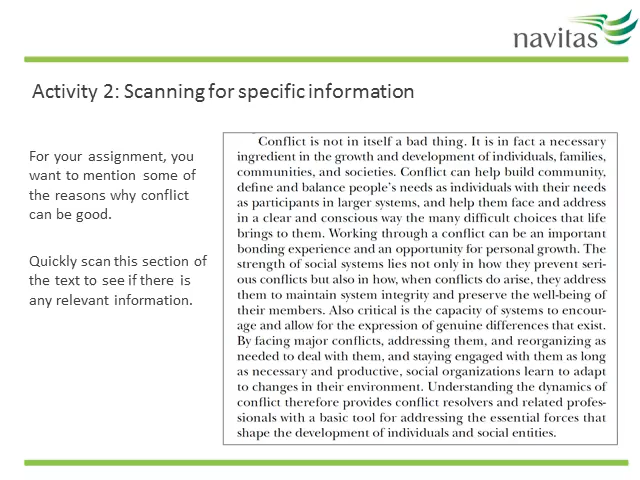 navitas
Activity 2: Scanning for specific information
For your assignment, you
want to mention some of
the reasons why conflict
can be good.
Quickly scan this section of
the text to see if there is
any relevant information.
Conflict is not in itself a bad thing. It is in fact a necessary
ingredient in the growth and development of individuals, families,
communities, and societies. Conflict can help build community,
define and balance people's needs as individuals with their needs
as participants in larger systems, and help them face and address
in a clear and conscious way the many difficult choices that life
brings to them. Working through a conflict can be an important
bonding experience and an opportunity for personal growth. The
strength of social systems lies not only in how they prevent seri-
ous conflicts but also in how, when conflicts do arise, they address
them to maintain system integrity and preserve the well-being of
their members. Also critical is the capacity of systems to encour-
age and allow for the expression of genuine differences that exist.
By facing major conflicts, addressing them, and reorganizing as
needed to deal with them, and staying engaged with them as long
as necessary and productive, social organizations learn to adapt
to changes in their environment. Understanding the dynamics of
conflict therefore provides conflict resolvers and related profes-
sionals with a basic tool for addressing the essential forces that
shape the development of individuals and social entities.